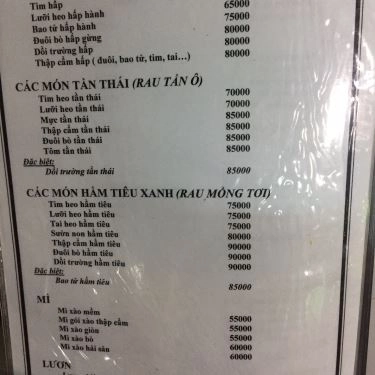 Tim hấp 65000
Lưỡi heo hấp hành 75000
Bao tử hấp hành 80000
Đuôi bò hấp gừng 80000
Dồi trường hấp 80000
Thập cẩm hấp ( đuôi, bao tử, tim, tai…)
CÁC MÓN TẦN THÁI (RAU TẦN Ô)
Tim heo tần thái 70000
Lưỡi heo tần thái 70000
Mực tần thái 85000
Thập cẩm tần thái 85000
Đuôi bò tần thái 85000
Tôm tần thái 85000
Đăc biêt:
Dồi trường tần thái 85000
CÁC MÓN HẦM TIÊU XANH (RAU MỒNG TƠI)
Tim heo hầm tiêu 75000
Lưỡi heo hầm tiêu 75000
Tai heo hầm tiêu 75000
Sườn non hầm tiêu 80000
Thập cẩm hầm tiêu 90000
Đuôi bò hầm tiêu 90000
Dồi trường hầm tiêu 90000
Đăc biêt:
Bao tử hầm tiêu 85000
MÌ
Mì xào mềm
Mì gói xào thập cẩm 55000
Mì xào giòn 55000
Mì xào bò 55000
Mì xào hải sản 60000
60000
LƯƠN